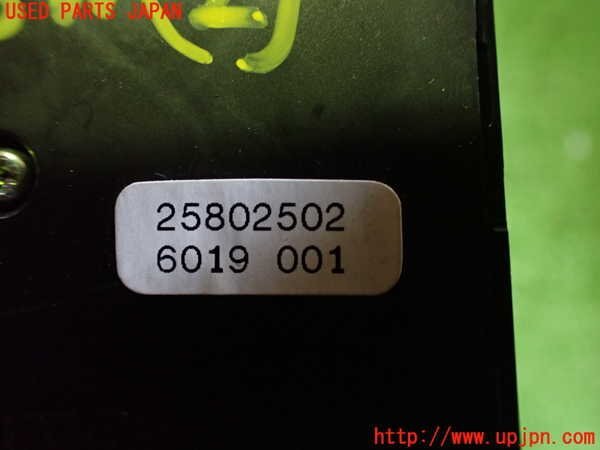 USED PARTS JAPAN
25802502
6019 001
http://www.upjpn.com/